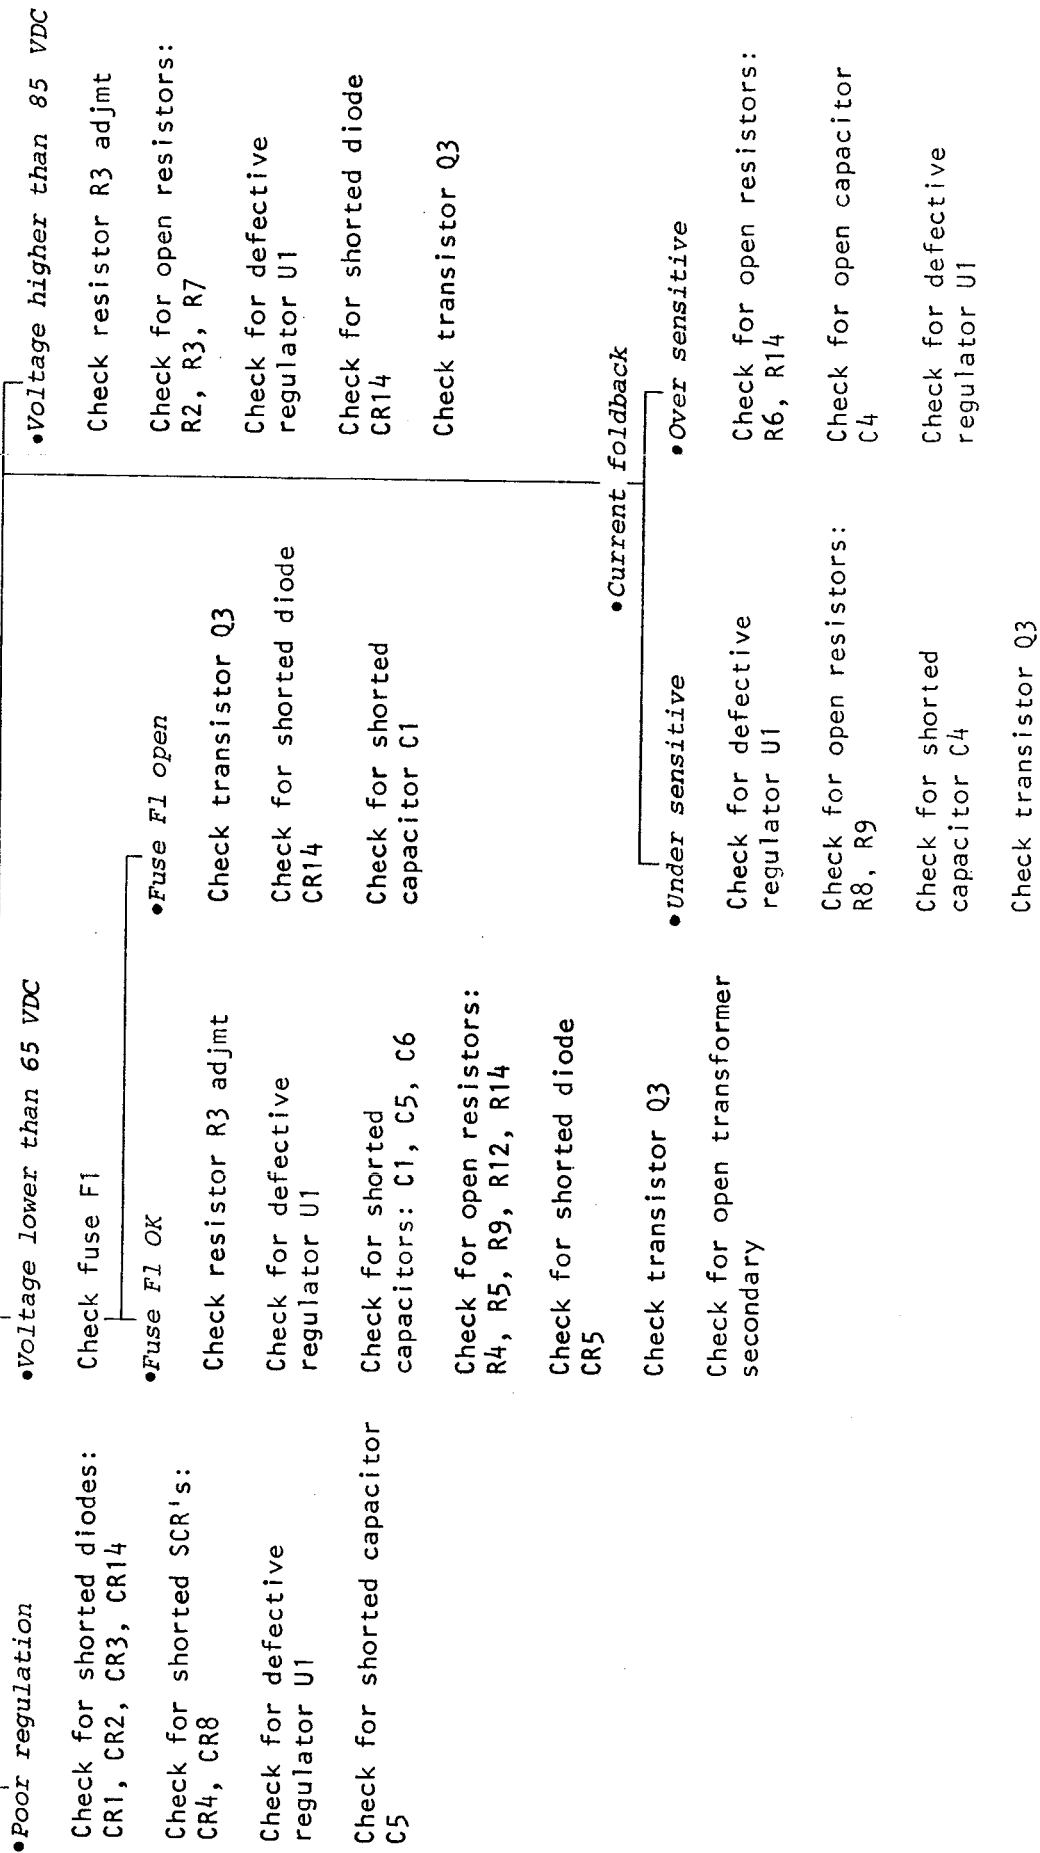 •Poor regulation
Check for shorted diodes:
CR1, CR2, CR3, CR14
Check for shorted SCR's:
CR4, CR8
Check for defective
regulator U1
Check for shorted capacitor
C5
•Voltage lower than 65 VDC
Check fuse F1
•Fuse F1 OK
Check resistor R3 adjmt
Check for defective
regulator U1
Check for shorted
capacitors: C1, C5, C6
Check for open resistors:
R4, R5, R9, R12, R14
Check for shorted diode
CR5
Check transistor Q3
Check for open transformer
secondary
•Fuse F1 open
Check transistor Q3
Check for shorted diode
CR14
Check for shorted
capacitor C1
•Voltage higher than 85 VDC
Check resistor R3 adjmt
Check for open resistors:
R2, R3, R7
Check for defective
regulator U1
Check for shorted diode
CR14
Check transistor Q3
•Current foldback
•Under sensitive
Check for defective
regulator U1
Check for open resistors:
R8, R9
Check for shorted
capacitor C4
Check transistor Q3
•Over sensitive
Check for open resistors:
R6, R14
Check for open capacitor
C4
Check for defective
regulator U1